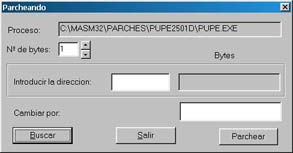 Parcheando
Proceso: C:\MASM32\PARCHES\PUPE2501D\PUPE.EXE
Nº de bytes: 1
Bytes
Introducir la direccion:
Cambiar por:
Buscar Salir Parchear